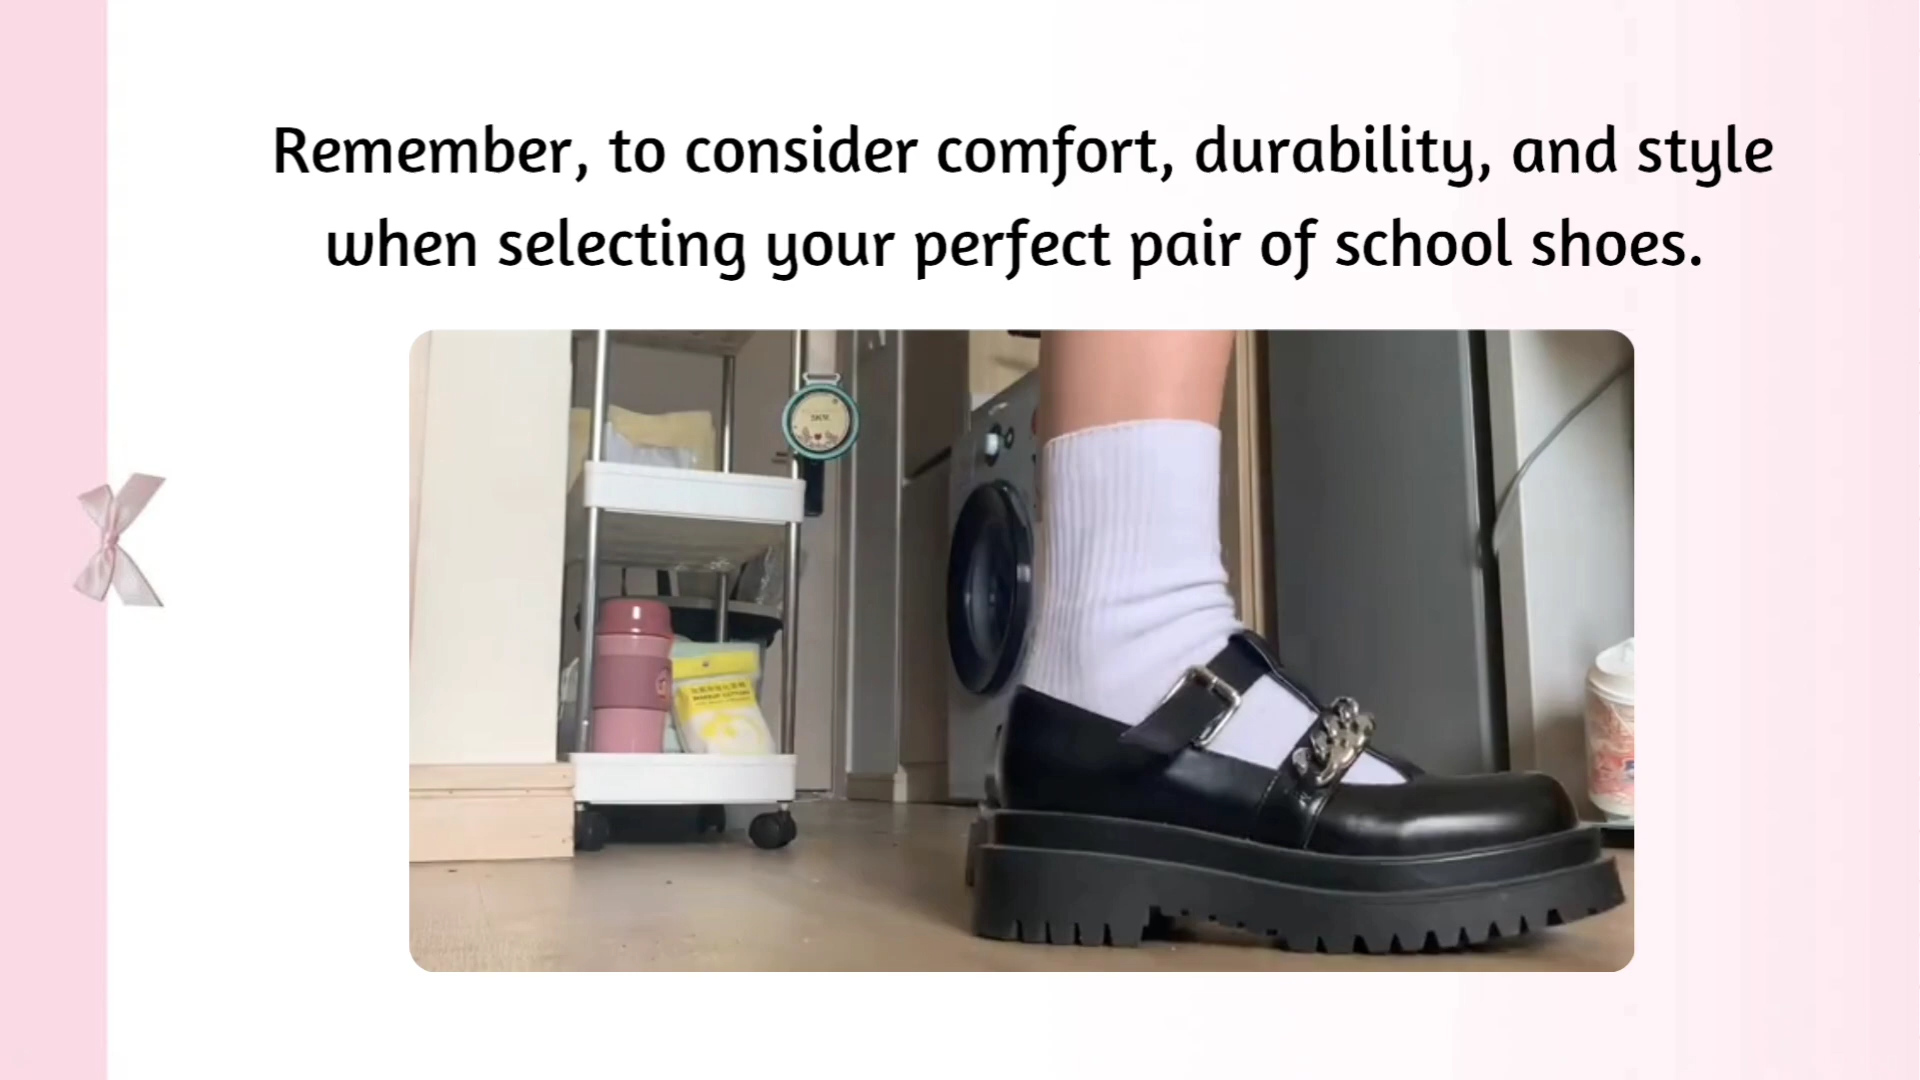 Remember, to consider comfort, durability, and style
when selecting your perfect pair of school shoes.